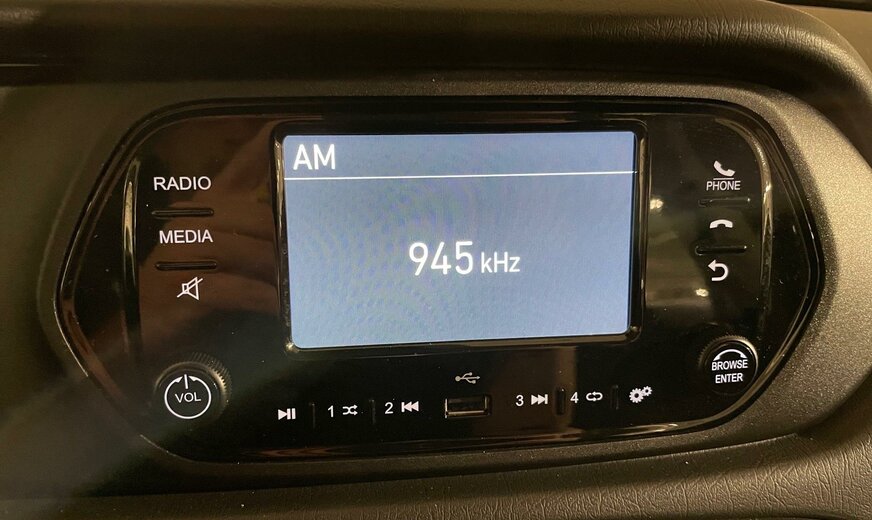 AM
945 kHz
RADIO
MEDIA
VOL
PHONE
BROWSE
ENTER
1
2
3
4